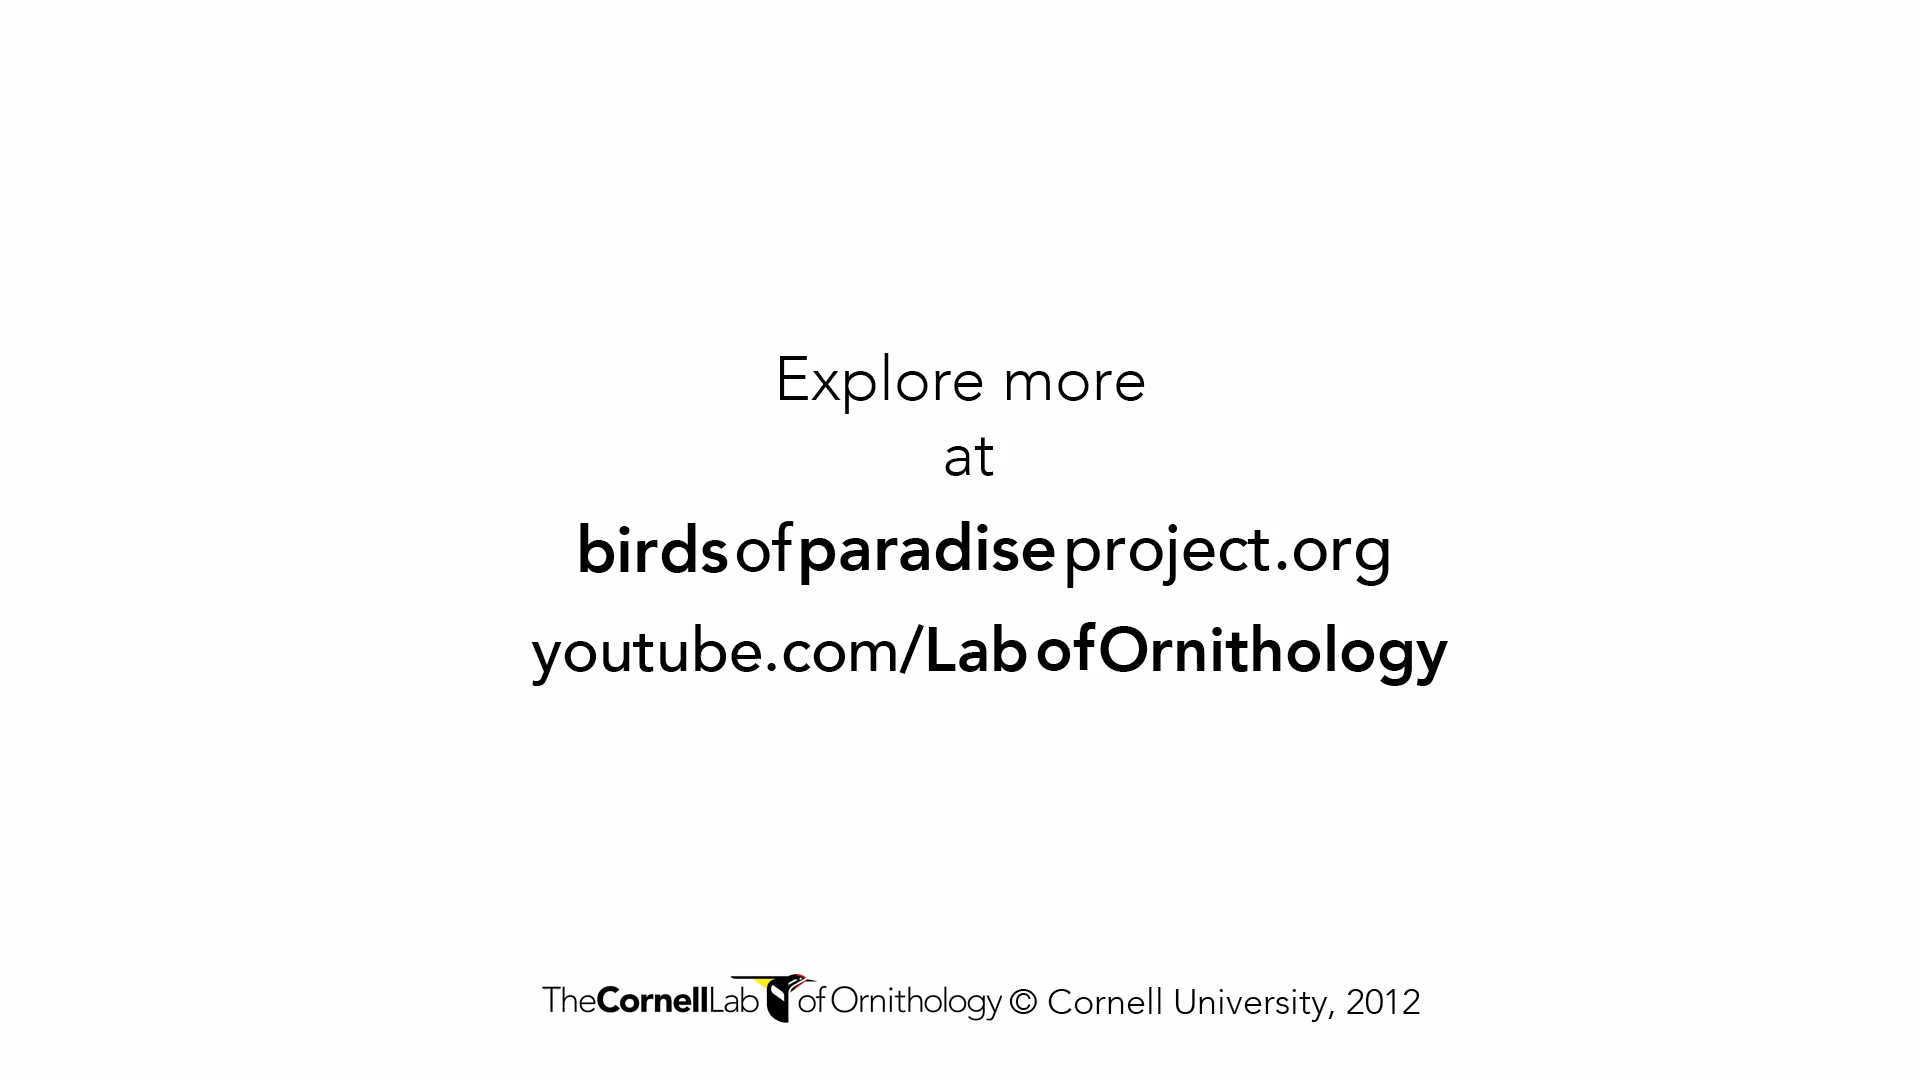 Explore more
at
birdsofparadiseproject.org
youtube.com/LabofOrnithology
TheCornellLab of Ornithology © Cornell University, 2012